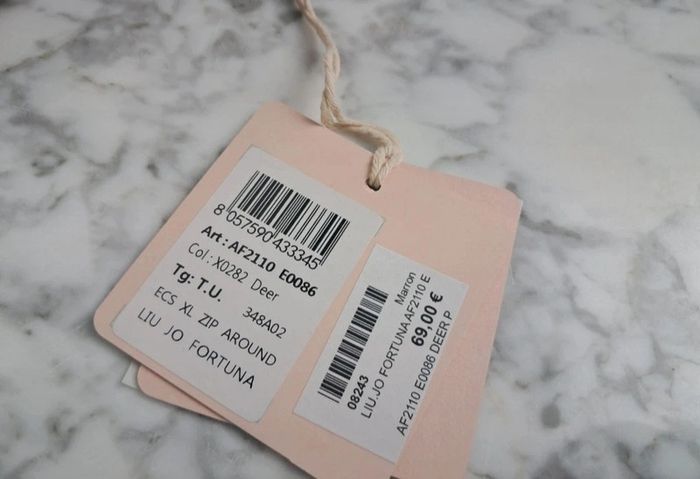 8 057590 433345
Art : AF2110 E0086
Col : X0282 Deer
Tg: T.U. 348A02
ECS XL ZIP AROUND
LIU JO FORTUNA
08243
LIU JO FORTUNA AF2110 E
Marron
69,00 €
AF2110 E0086 DEER P